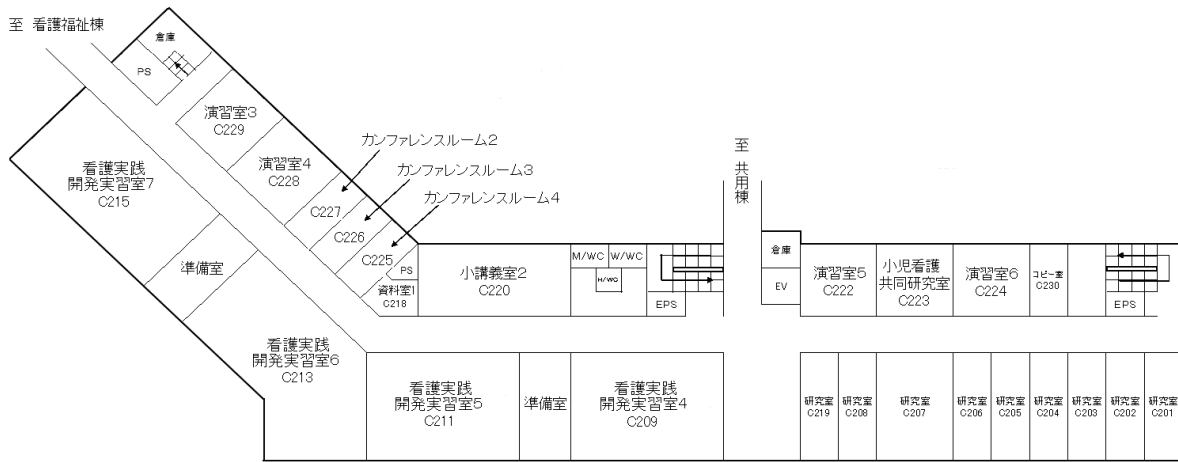 至 看護福祉棟
倉庫
PS
演習室3
C229
演習室4
C228
カンファレンスルーム2
カンファレンスルーム3
カンファレンスルーム4
C227
C226
C225
PS
資料室1
C218
看護実践
開発実習室7
C215
準備室
看護実践
開発実習室6
C213
小講義室2
C220
M/WC
W/WC
H/WC
EPS
至 共用棟
倉庫
EV
演習室5
C222
小児看護
共同研究室
C223
演習室6
C224
コピー室
C230
EPS
看護実践
開発実習室5
C211
準備室
看護実践
開発実習室4
C209
研究室
C219
研究室
C208
研究室
C207
研究室
C206
研究室
C205
研究室
C204
研究室
C203
研究室
C202
研究室
C201